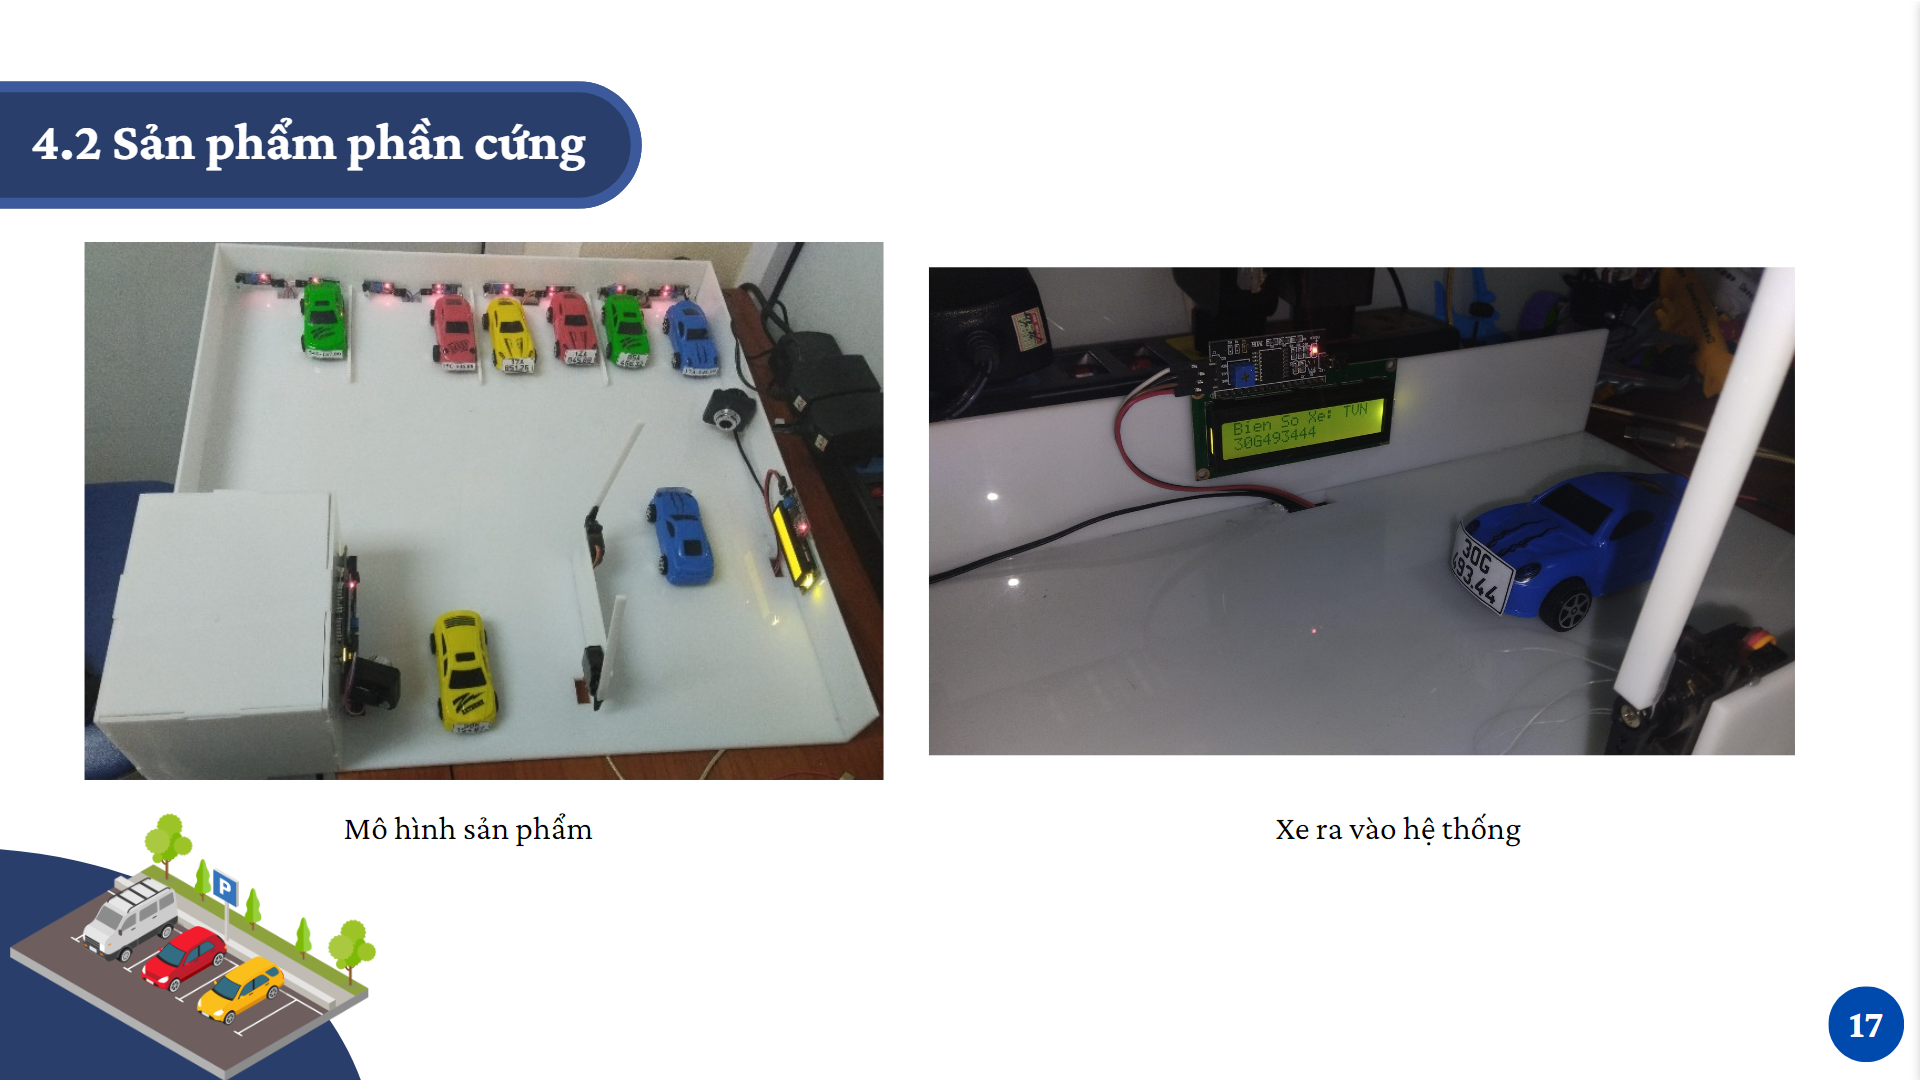 4.2 Sản phẩm phần cứng
Bien So Xe: TVN
30G493444
30G
493.44
Mô hình sản phẩm
Xe ra vào hệ thống
P
17